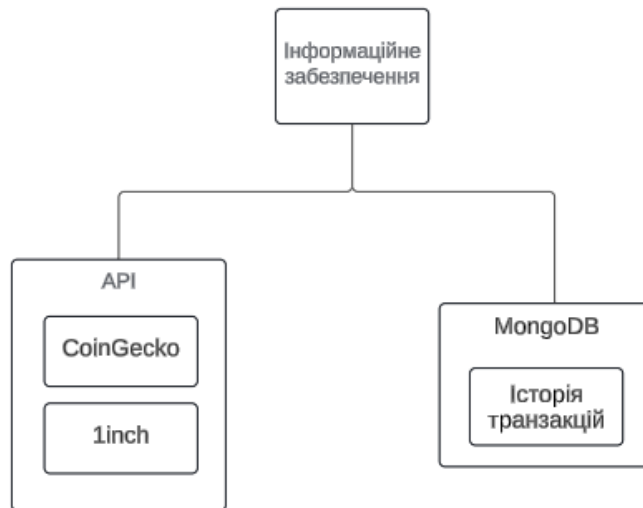 Інформаційне
забезпечення
API
CoinGecko
1inch
MongoDB
Історія
транзакцій